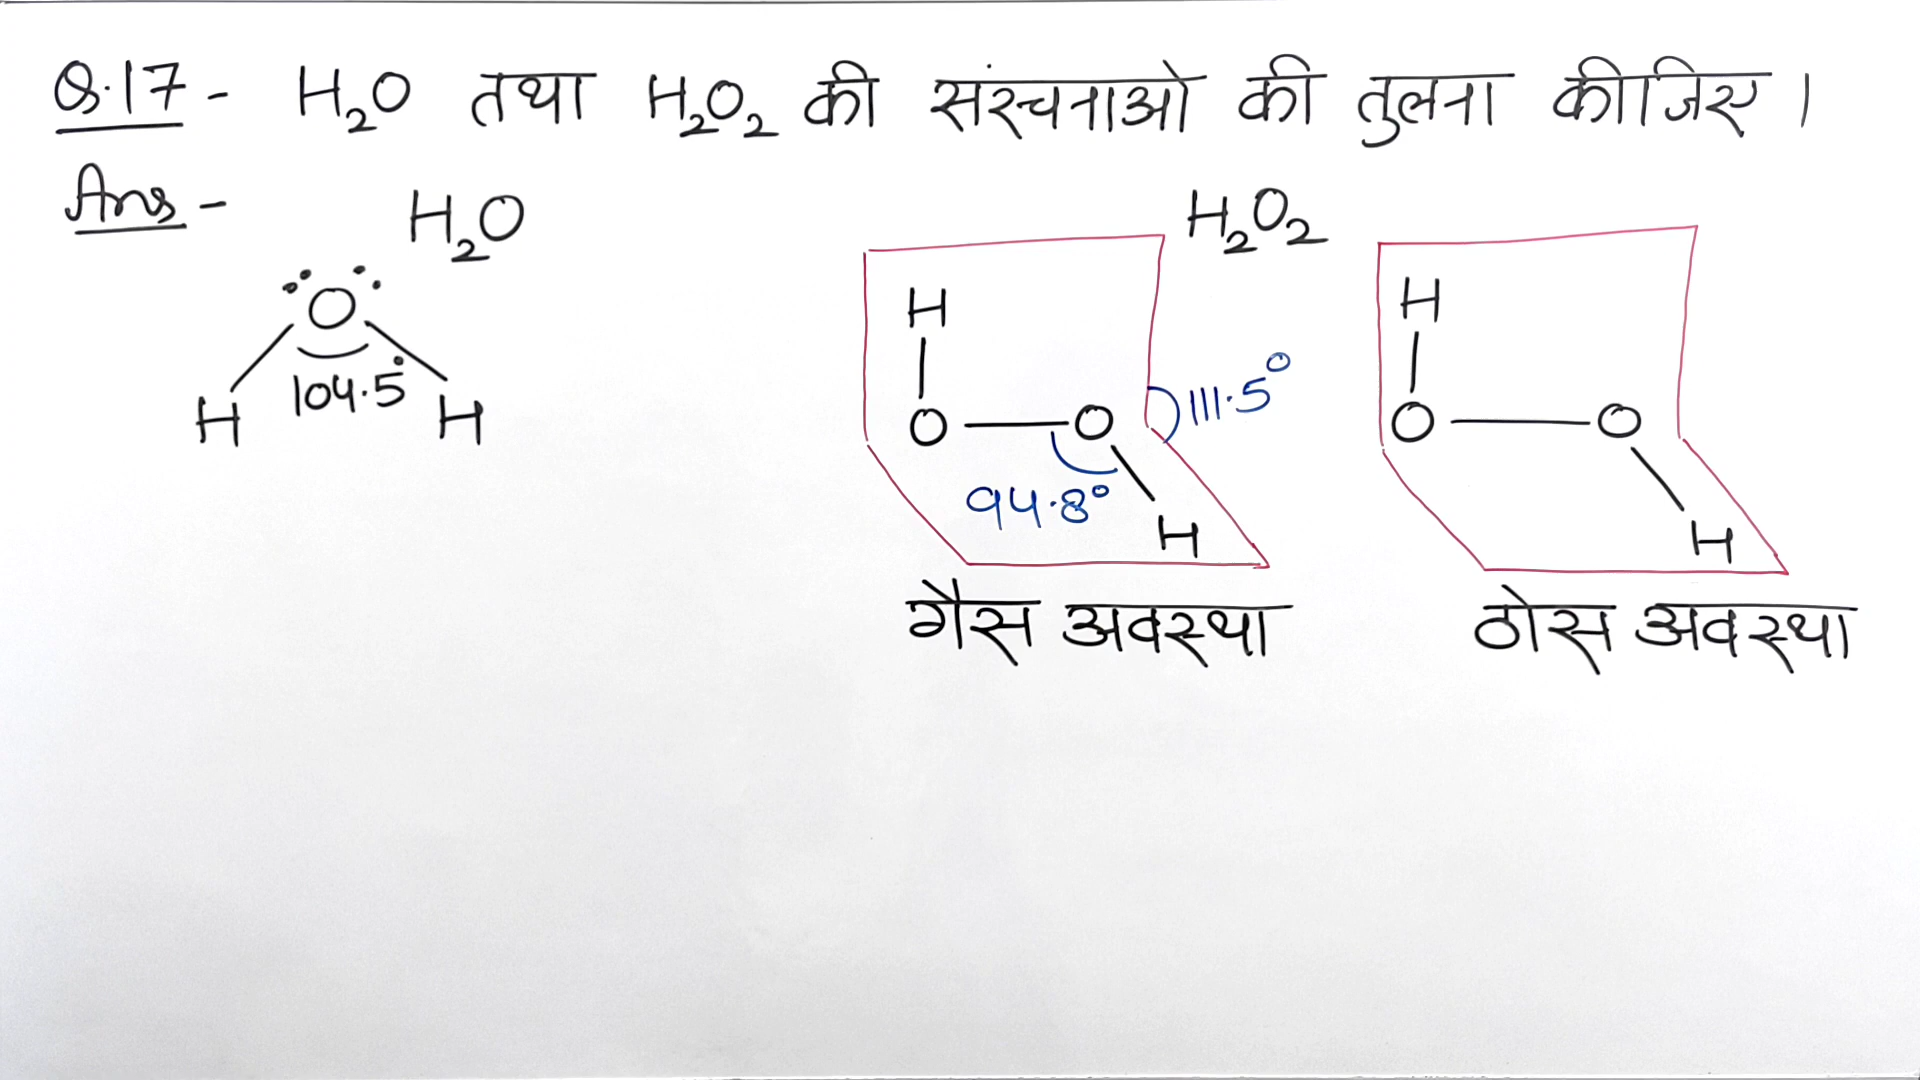 Q.17 - H₂O तथा H₂O₂ की संरचनाओ की तुलना कीजिए।
Ans -
H₂O
H₂O₂
O
104.5°
H H
H
O O
111.5°
94.8°
H
गैस अवस्था
H
O O
H
ठोस अवस्था